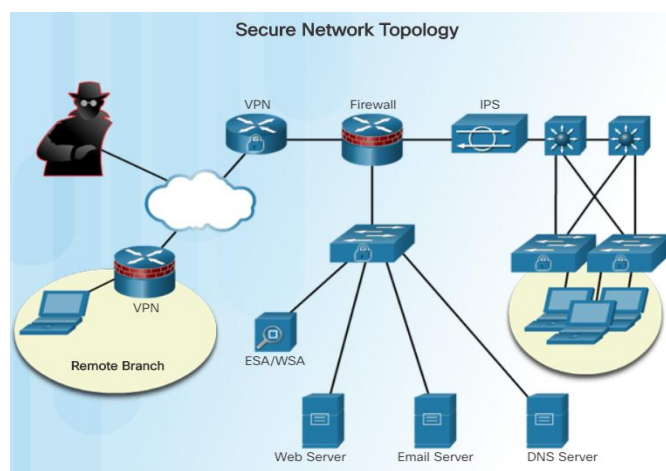 Secure Network Topology
VPN
Firewall
IPS
VPN
Remote Branch
ESA/WSA
Web Server
Email Server
DNS Server